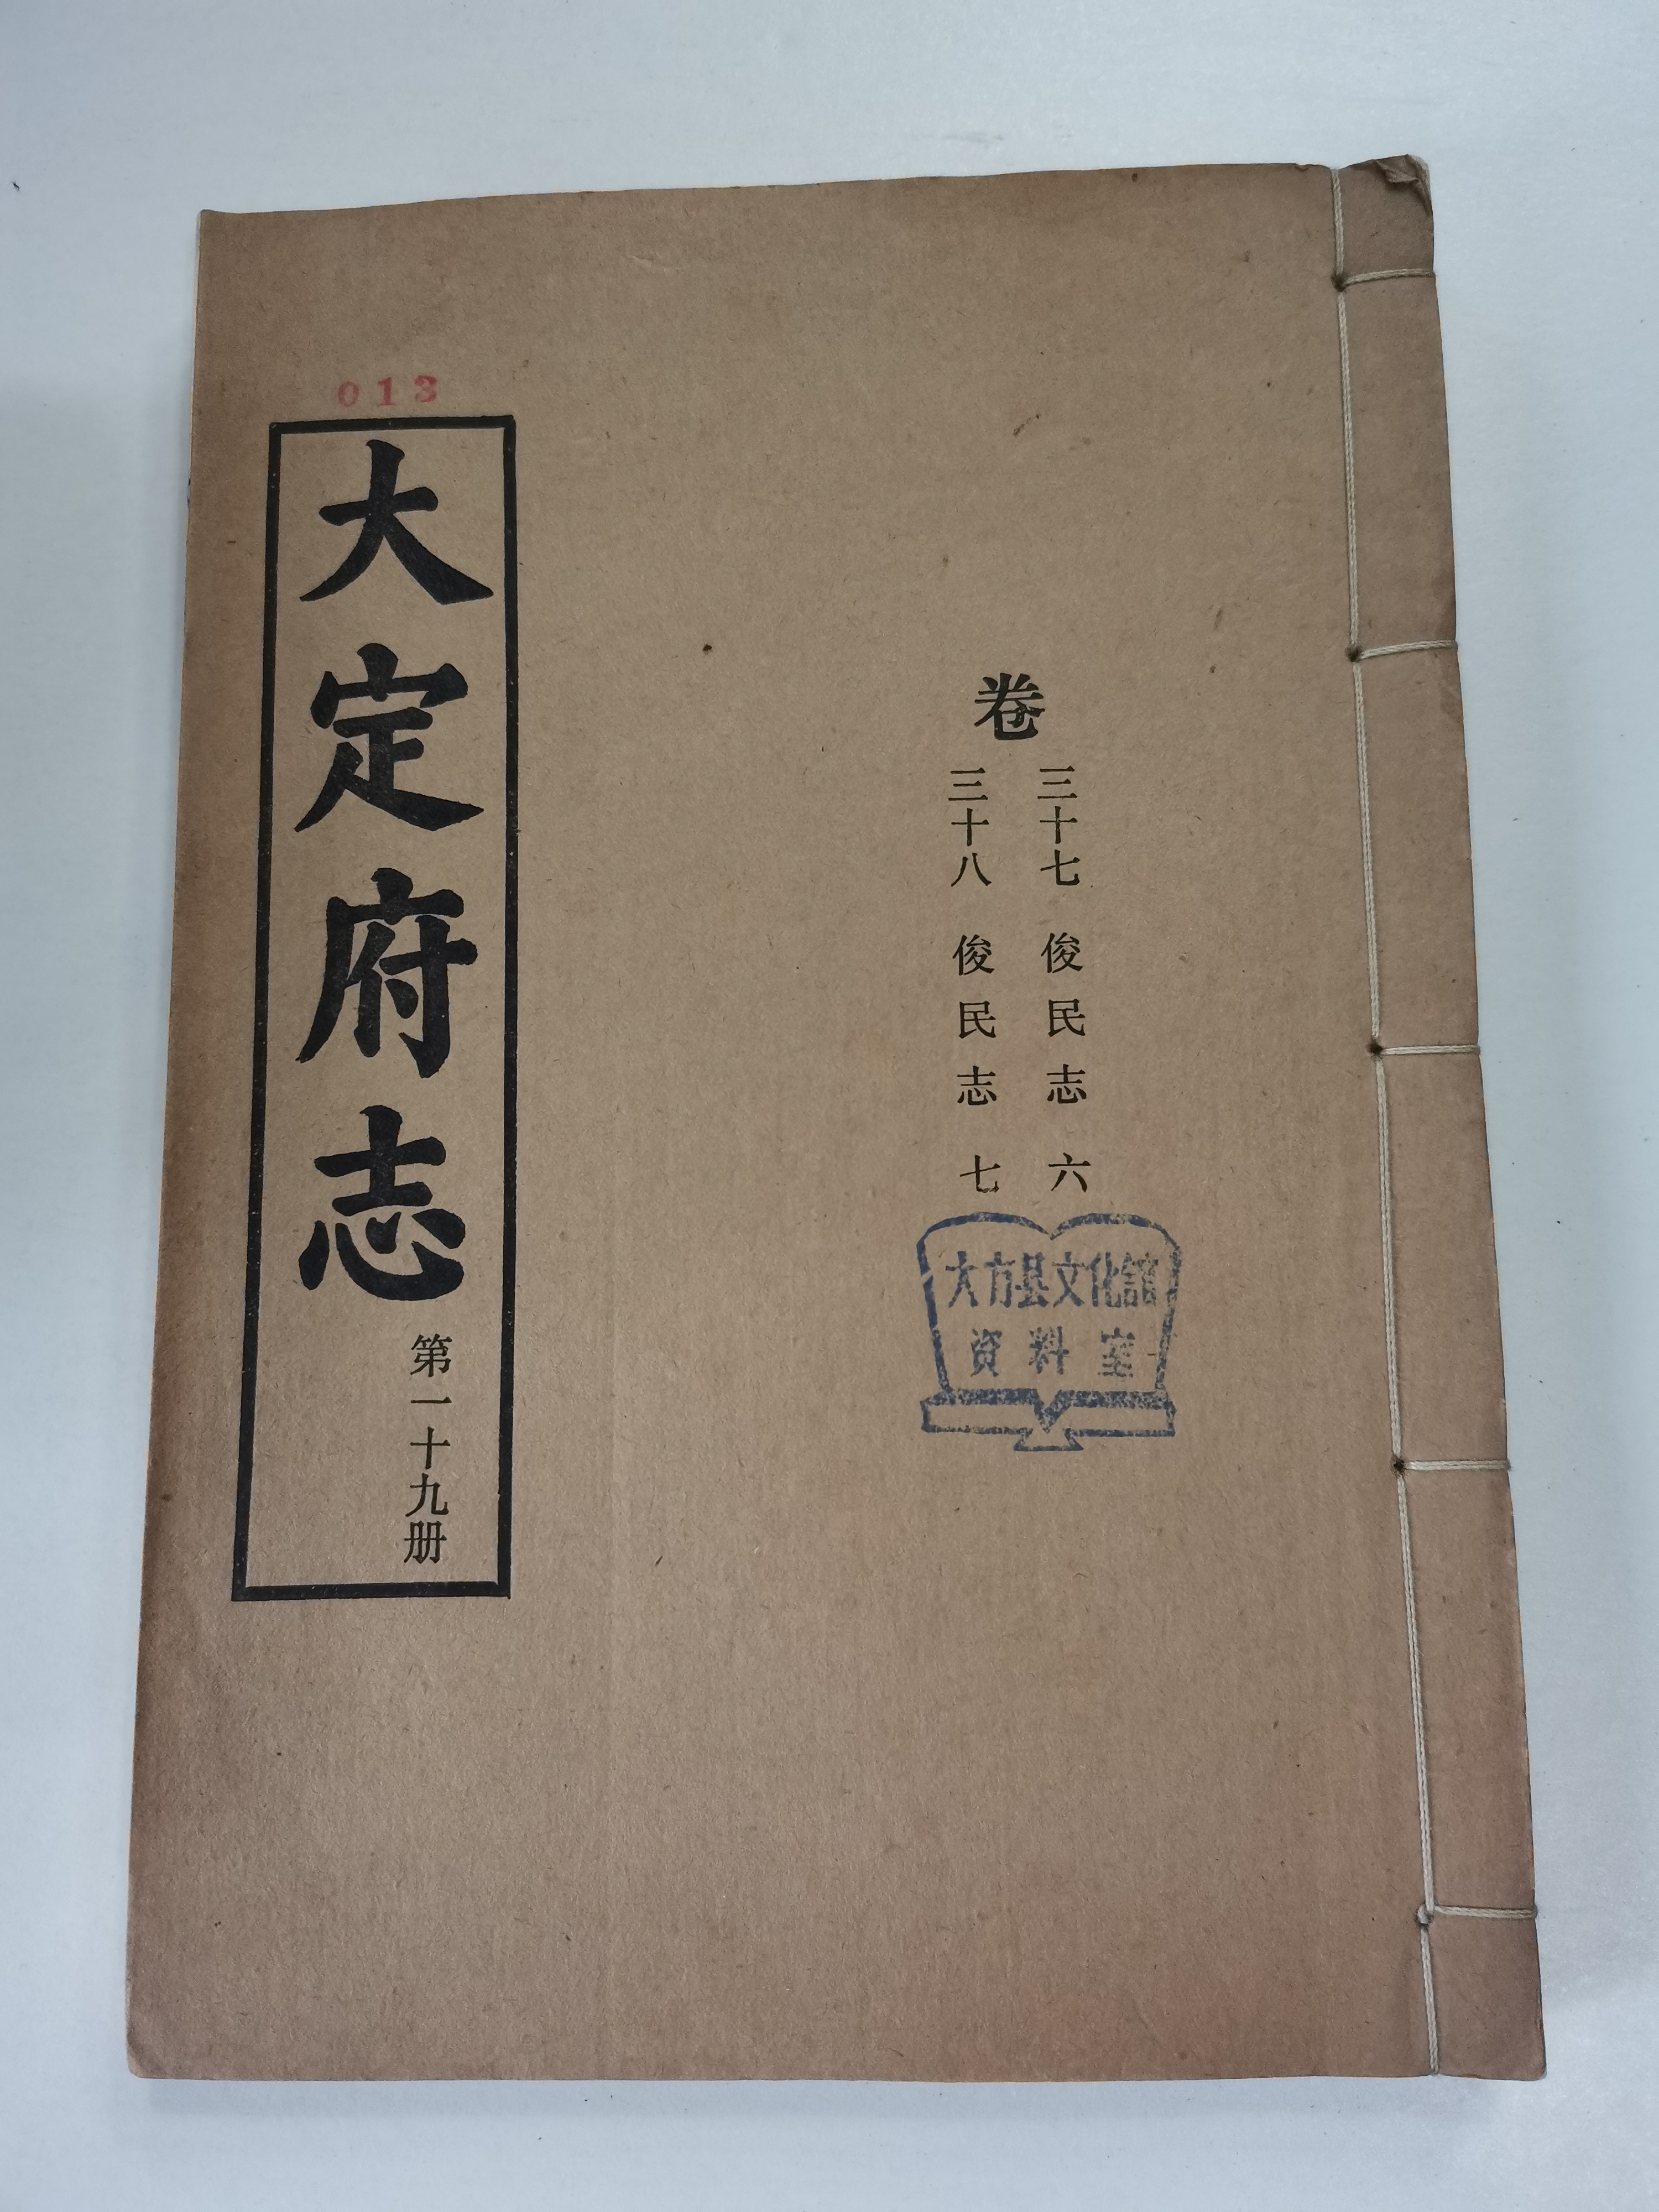 013
大定府志
第一十九册
卷
三十七 俊民志 六
三十八 俊民志 七
大方县文化館
资料室